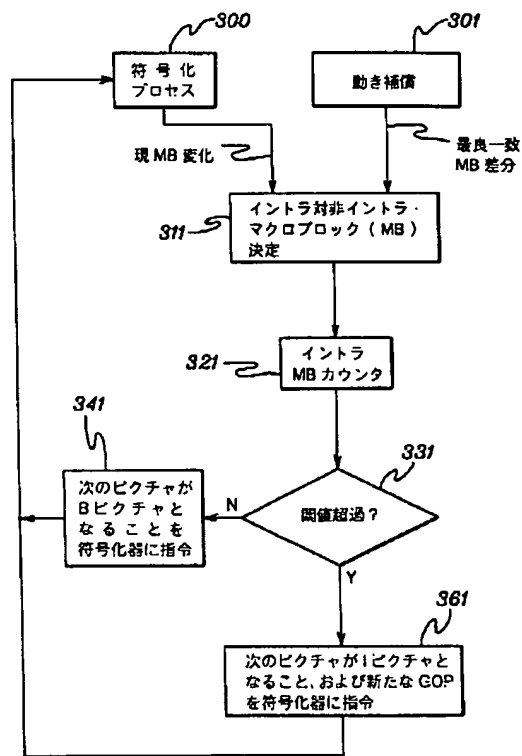 300
符号化
プロセス
301
動き補償
現MB変化
最良一致
MB差分
311
イントラ対非イントラ・
マクロブロック(MB)
決定
321
イントラ
MBカウンタ
331
閾値超過?
N
Y
341
次のピクチャが
Bピクチャと
なることを
符号化器に指令
361
次のピクチャがIピクチャと
なること、および新たなGOP
を符号化器に指令